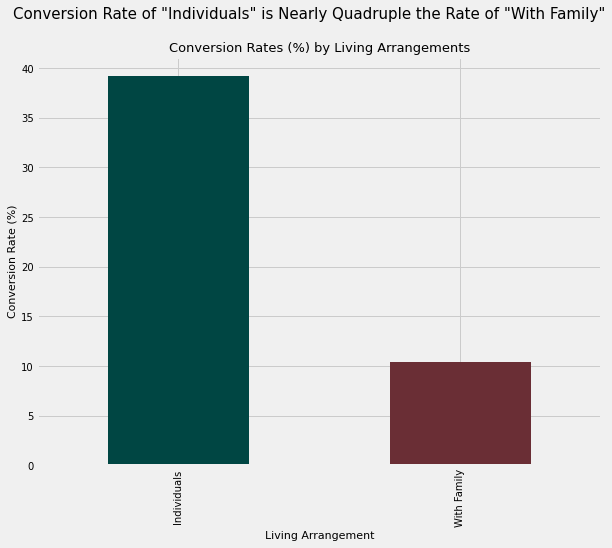 Conversion Rate of "Individuals" is Nearly Quadruple the Rate of "With Family"
Conversion Rates (%) by Living Arrangements
Conversion Rate (%)
40
35
30
25
20
15
10
5
0
Individuals
With Family
Living Arrangement